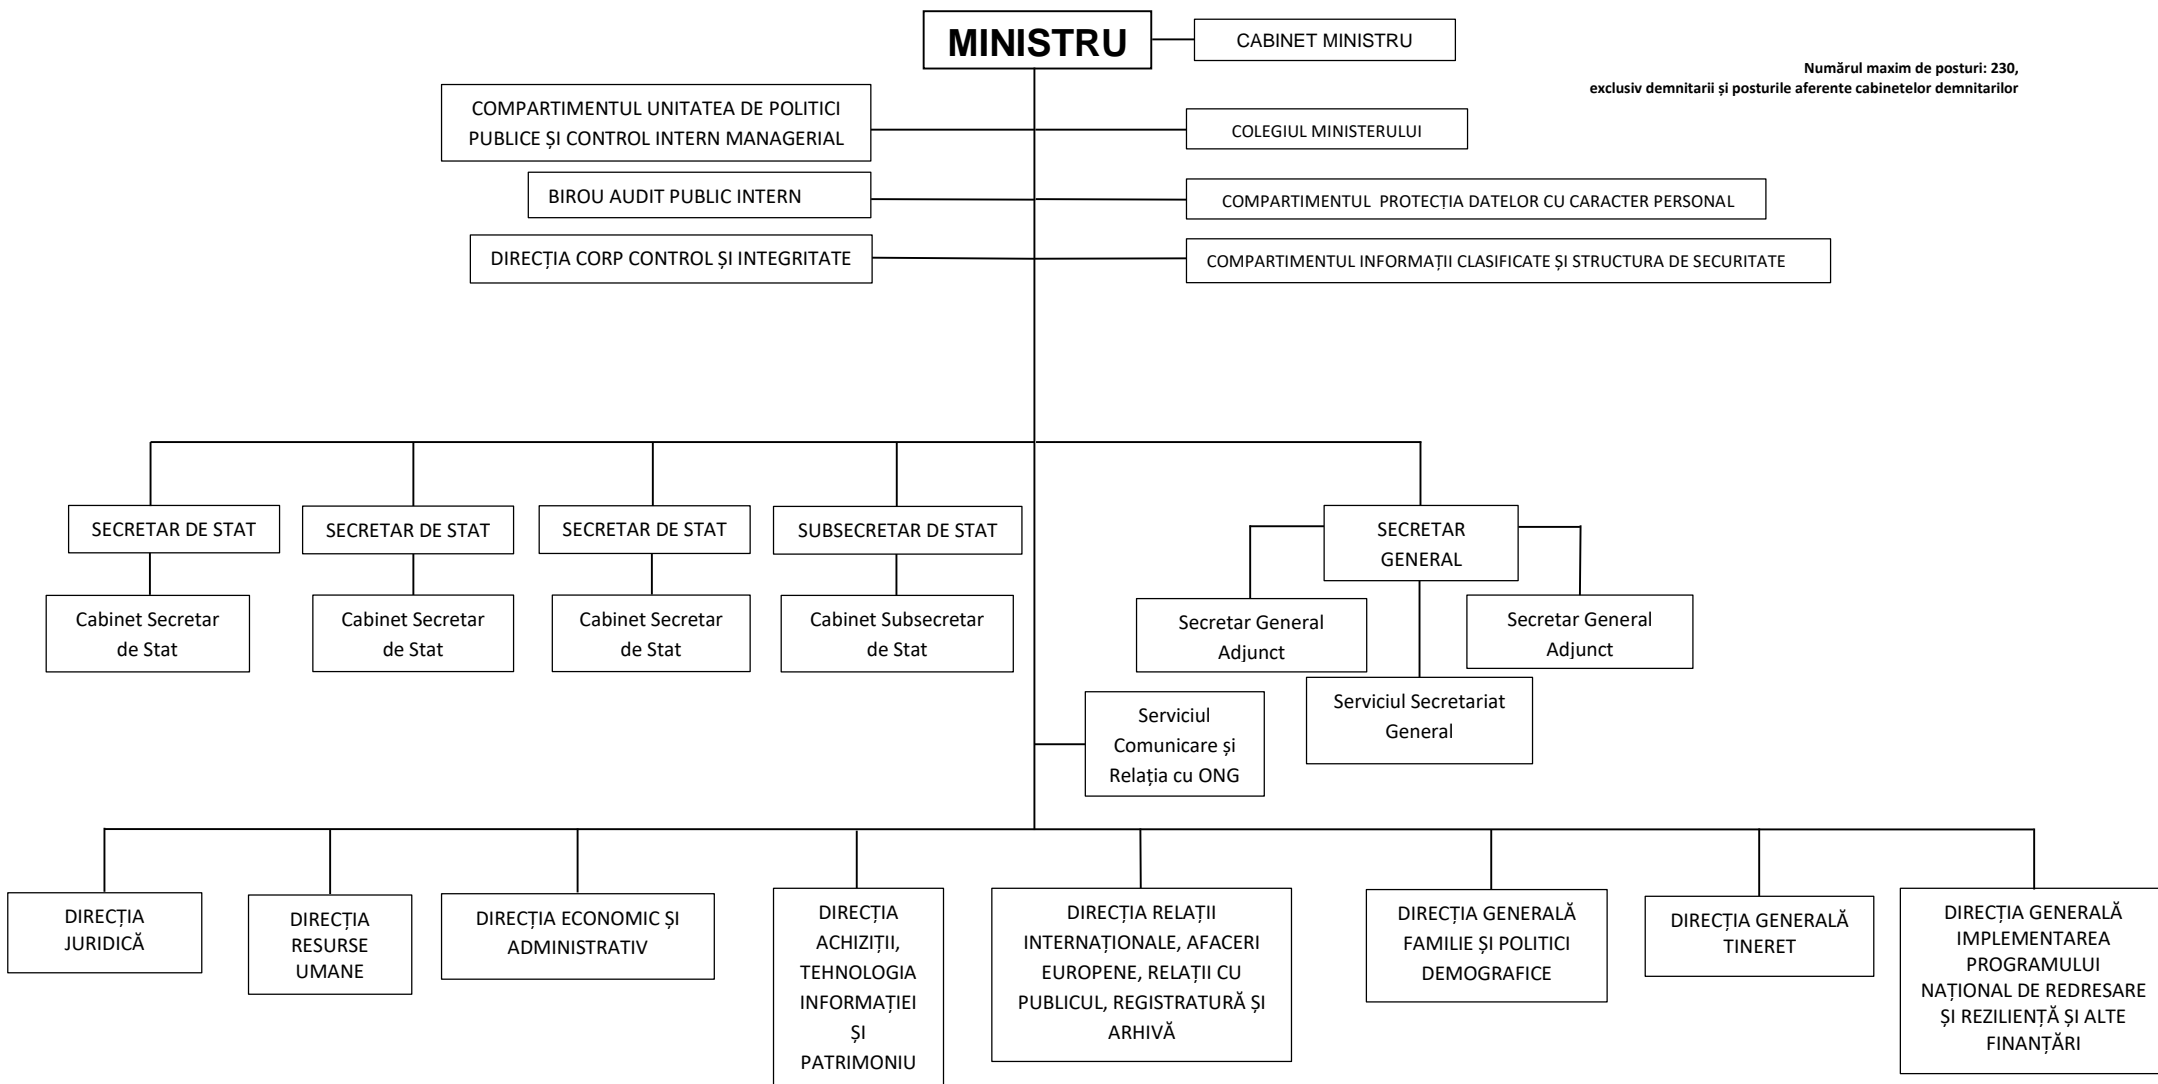 MINISTRU
CABINET MINISTRU
Numărul maxim de posturi: 230,
exclusiv demnitarii și posturile aferente cabinetelor demnitarilor
COMPARTIMENTUL UNITATEA DE POLITICI
PUBLICE ȘI CONTROL INTERN MANAGERIAL
COLEGIUL MINISTERULUI
BIROU AUDIT PUBLIC INTERN
COMPARTIMENTUL PROTECȚIA DATELOR CU CARACTER PERSONAL
DIRECȚIA CORP CONTROL ȘI INTEGRITATE
COMPARTIMENTUL INFORMAȚII CLASIFICATE ȘI STRUCTURA DE SECURITATE
SECRETAR DE STAT
SECRETAR DE STAT
SECRETAR DE STAT
SUBSECRETAR DE STAT
SECRETAR
GENERAL
Cabinet Secretar
de Stat
Cabinet Secretar
de Stat
Cabinet Secretar
de Stat
Cabinet Subsecretar
de Stat
Secretar General
Adjunct
Secretar General
Adjunct
Serviciul Secretariat
General
Serviciul
Comunicare și
Relația cu ONG
DIRECȚIA
JURIDICĂ
DIRECȚIA
RESURSE
UMANE
DIRECȚIA ECONOMIC ȘI
ADMINISTRATIV
DIRECȚIA
ACHIZIȚII,
TEHNOLOGIA
INFORMAȚIEI
ȘI
PATRIMONIU
DIRECȚIA RELAȚII
INTERNAȚIONALE, AFACERI
EUROPENE, RELAȚII CU
PUBLICUL, REGISTRATURĂ ȘI
ARHIVĂ
DIRECȚIA GENERALĂ
FAMILIE ȘI POLITICI
DEMOGRAFICE
DIRECȚIA GENERALĂ
TINERET
DIRECȚIA GENERALĂ
IMPLEMENTAREA
PROGRAMULUI
NAȚIONAL DE REDRESARE
ȘI REZILIENȚĂ ȘI ALTE
FINANȚĂRI